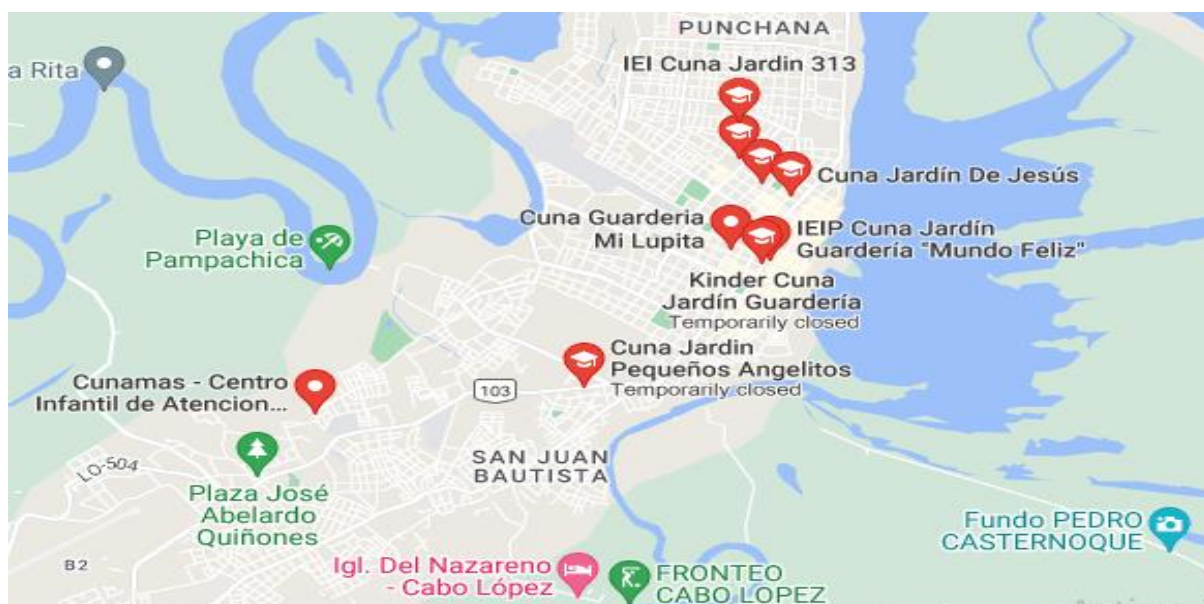 PUNCHANA
IEI Cuna Jardin 313
a Rita
Cuna Jardín De Jesús
Cuna Guarderia
Mi Lupita
IEIP Cuna Jardín
Guardería "Mundo Feliz"
Playa de
Pampachica
Kinder Cuna
Jardín Guardería
Temporarily closed
Cuna Jardin
Pequeños Angelitos
Temporarily closed
Cunamas - Centro
Infantil de Atencion...
103
LO-504
SAN JUAN
BAUTISTA
Plaza José
Abelardo
Quiñones
Fundo PEDRO
CASTERNOQUE
B2
Igl. Del Nazareno
- Cabo López
FRONTEO
CABO LOPEZ